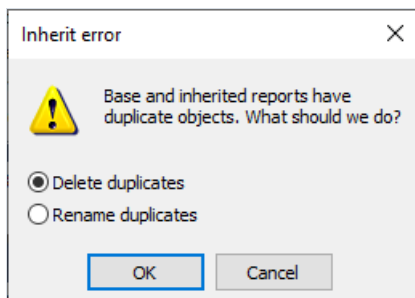 Inherit error
Base and inherited reports have
duplicate objects. What should we do?
Delete duplicates
Rename duplicates
OK
Cancel